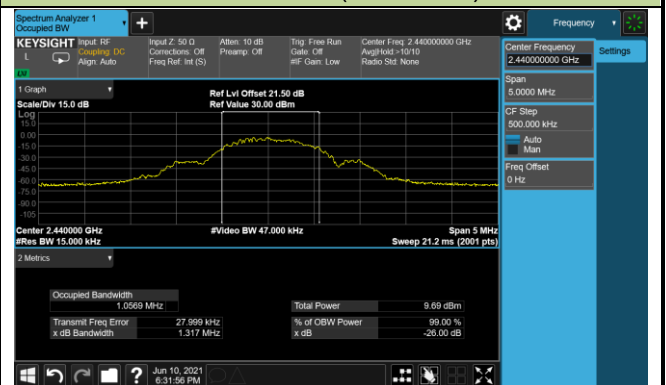 Spectrum Analyzer 1
Occupied BW
Frequency
KEYSIGHT
L
Input: RF
Coupling: DC
Align: Auto
Input Z: 50 Ω
Corrections: Off
Freq Ref: Int (S)
Atten: 10 dB
Preamp: Off
Trig: Free Run
Gate: Off
#IF Gain: Low
Center Freq: 2.440000000 GHz
Avg|Hold:>10/10
Radio Std: None
Center Frequency
2.440000000 GHz
Settings
Span
5.0000 MHz
CF Step
500.000 kHz
Auto
Man
Freq Offset
0 Hz
1 Graph
Scale/Div 15.0 dB
Ref Lvl Offset 21.50 dB
Ref Value 30.00 dBm
Log
15.0
0.00
-15.0
-30.0
-45.0
-60.0
-75.0
-90.0
-105
Center 2.440000 GHz
#Res BW 15.000 kHz
#Video BW 47.000 kHz
Span 5 MHz
Sweep 21.2 ms (2001 pts)
2 Metrics
Occupied Bandwidth
1.0569 MHz
Total Power 9.69 dBm
Transmit Freq Error 27.999 kHz
% of OBW Power 99.00 %
x dB Bandwidth 1.317 MHz
x dB -26.00 dB
?
Jun 10, 2021
6:31:56 PM